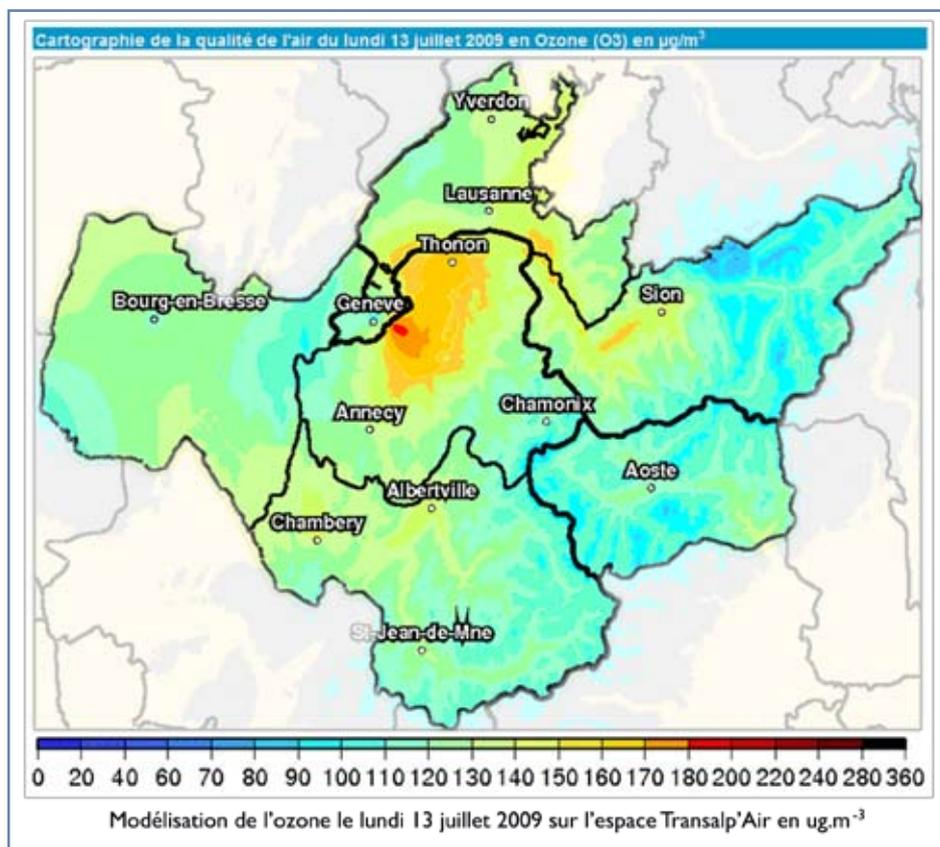 Cartographie de la qualité de l'air du lundi 13 juillet 2009 en Ozone (O3) en µg/m³
Yverdon
Lausanne
Thonon
Bourg-en-Bresse
Geneve
Sion
Annecy
Chamonix
Aoste
Albertville
Chambery
St-Jean-de-Mne
0 20 40 60 70 80 90 100 110 120 130 140 150 160 170 180 200 220 240 280 360
Modélisation de l'ozone le lundi 13 juillet 2009 sur l'espace Transalp'Air en ug.m⁻³